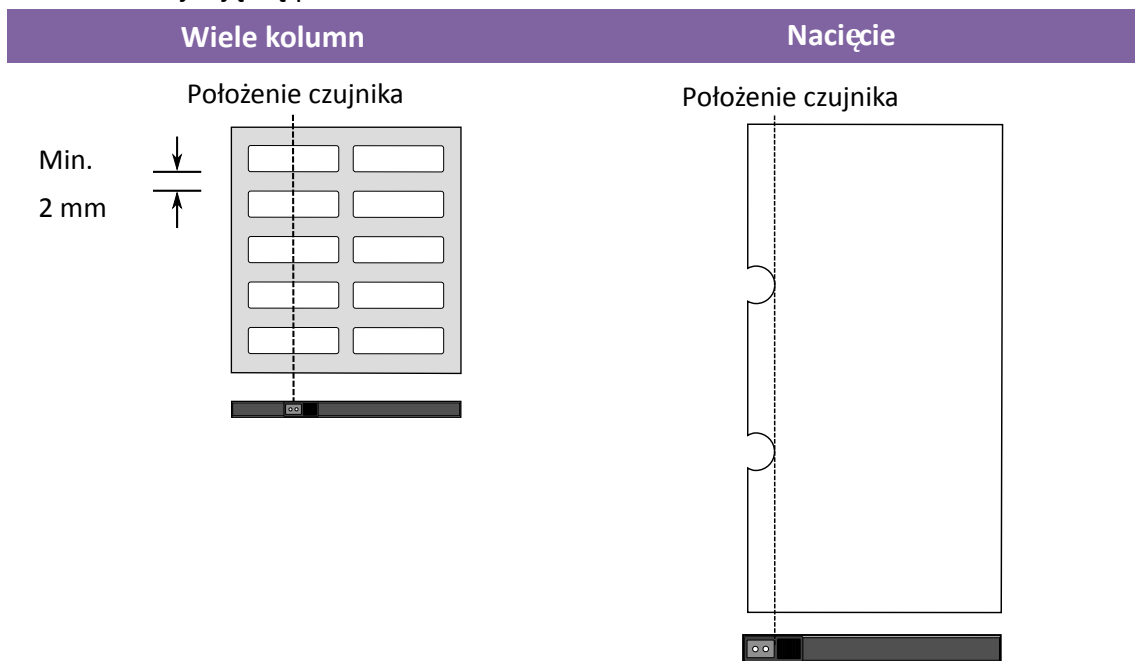 Wiele kolumn
Nacięcie
Położenie czujnika
Położenie czujnika
Min.
2 mm